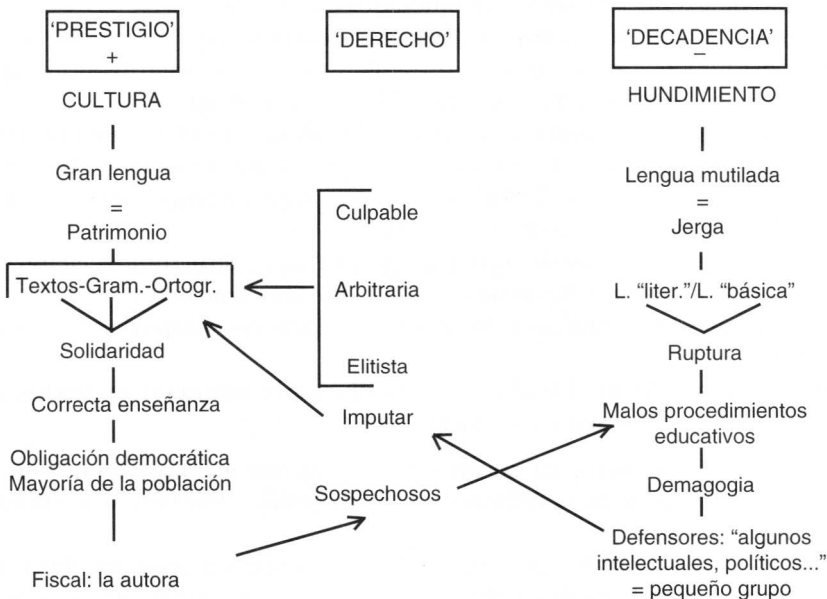 'PRESTIGIO'
+
CULTURA
Gran lengua
=
Patrimonio
Textos-Gram.-Ortogr.
Solidaridad
Correcta enseñanza
Obligación democrática
Mayoría de la población
Fiscal: la autora
'DERECHO'
Culpable
Arbitraria
Elitista
Imputar
Sospechosos
'DECADENCIA'
–
HUNDIMIENTO
Lengua mutilada
=
Jerga
L. “liter.”/L. “básica”
Ruptura
Malos procedimientos
educativos
Demagogia
Defensores: “algunos
intelectuales, políticos...”
= pequeño grupo